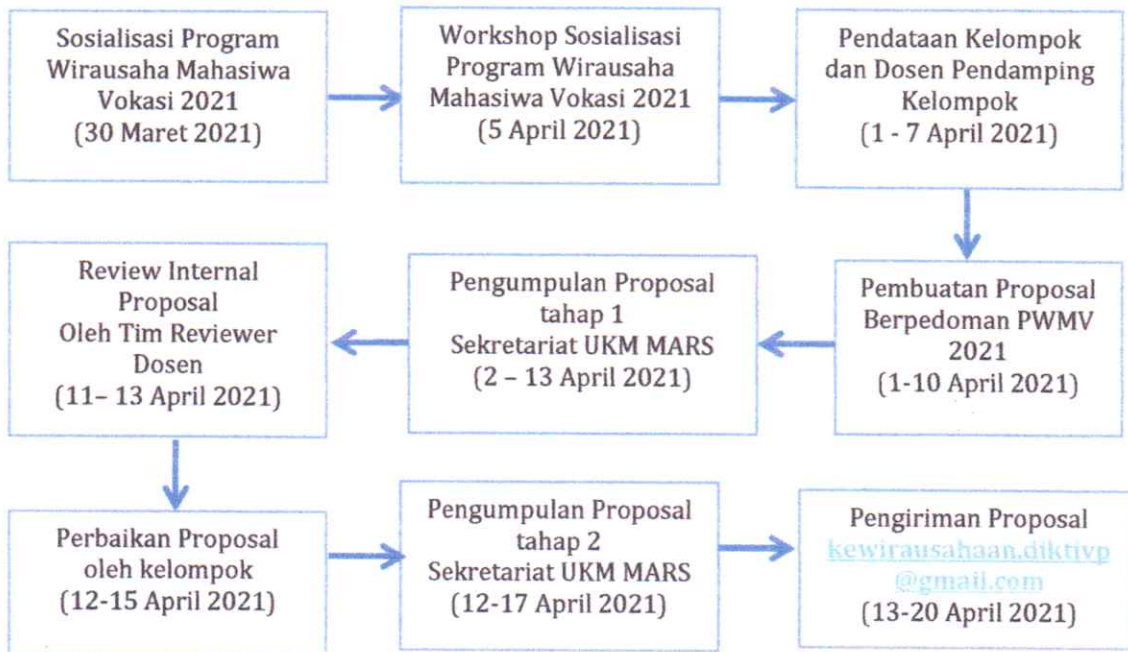 Sosialisasi Program
Wirausaha Mahasiwa
Vokasi 2021
(30 Maret 2021)
Workshop Sosialisasi
Program Wirausaha
Mahasiwa Vokasi 2021
(5 April 2021)
Pendataan Kelompok
dan Dosen Pendamping
Kelompok
(1 - 7 April 2021)
Pembuatan Proposal
Berpedoman PWMV
2021
(1-10 April 2021)
Pengumpulan Proposal
tahap 1
Sekretariat UKM MARS
(2 – 13 April 2021)
Review Internal
Proposal
Oleh Tim Reviewer
Dosen
(11– 13 April 2021)
Perbaikan Proposal
oleh kelompok
(12-15 April 2021)
Pengumpulan Proposal
tahap 2
Sekretariat UKM MARS
(12-17 April 2021)
Pengiriman Proposal
kewirausahaan.diktivp
@gmail.com
(13-20 April 2021)